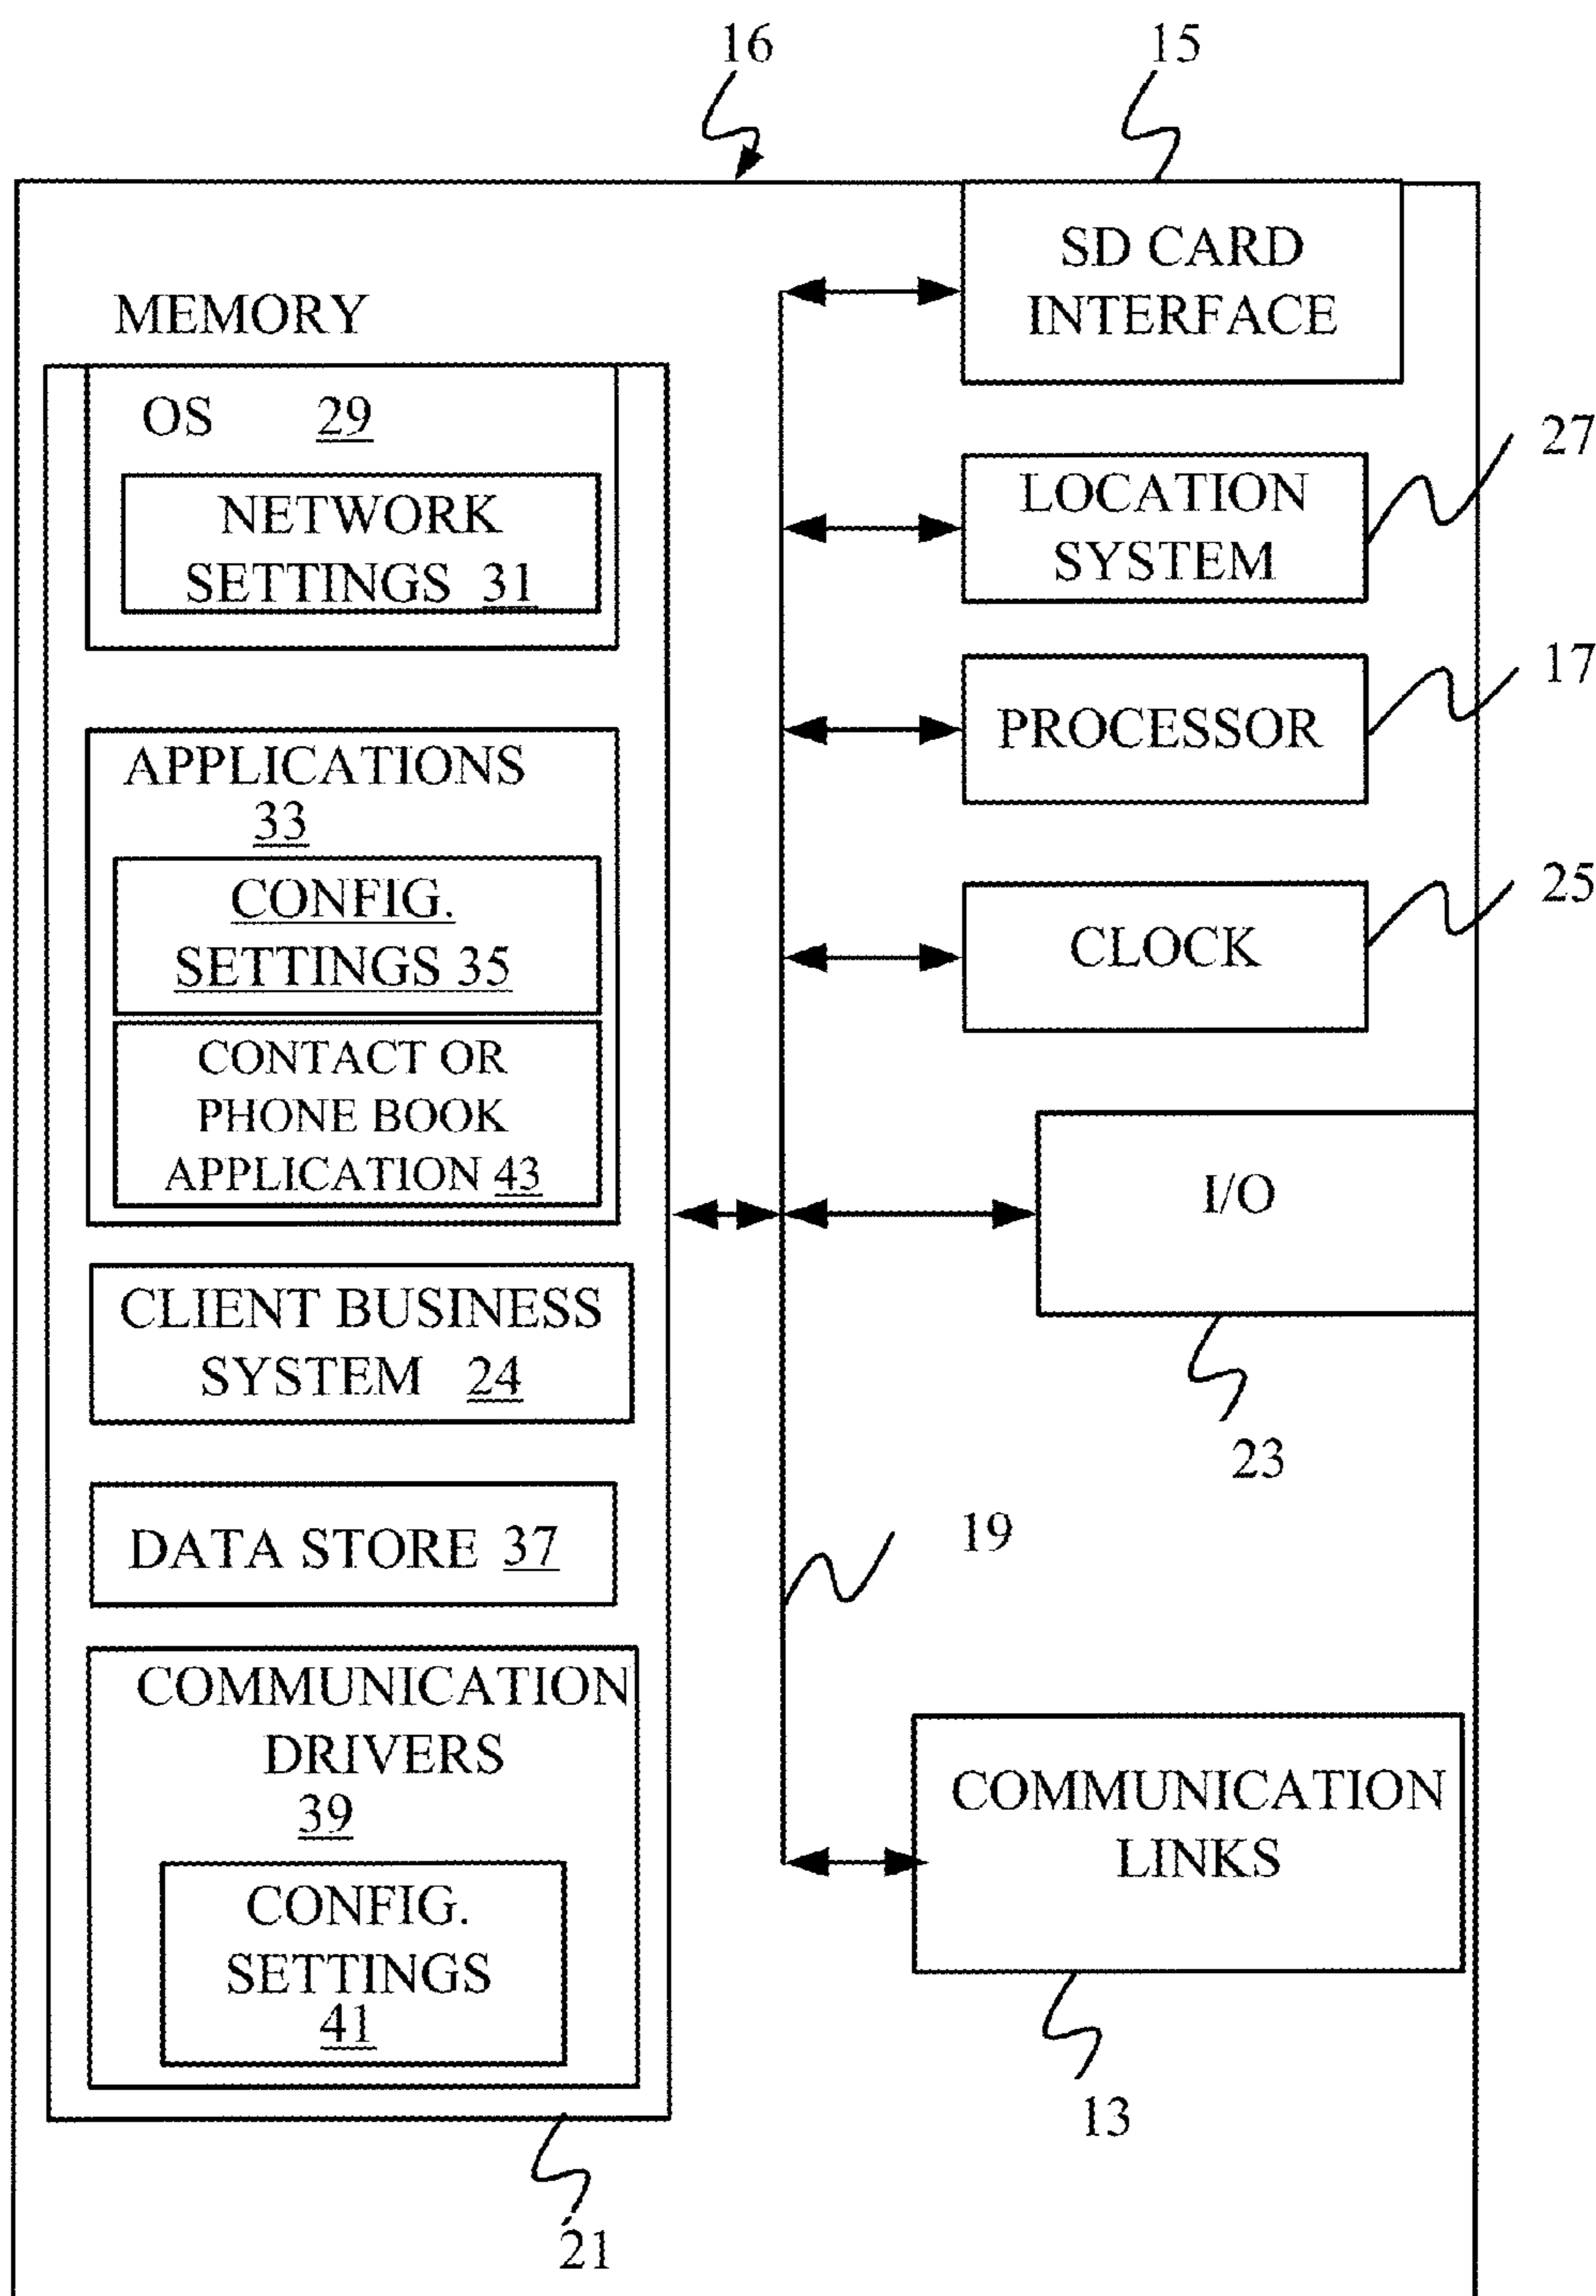 16
15
SD CARD
INTERFACE
MEMORY
OS 29
NETWORK
SETTINGS 31
27
LOCATION
SYSTEM
17
PROCESSOR
APPLICATIONS
33
CONFIG.
SETTINGS 35
25
CLOCK
CONTACT OR
PHONE BOOK
APPLICATION 43
I/O
CLIENT BUSINESS
SYSTEM 24
23
DATA STORE 37
19
COMMUNICATION
DRIVERS
39
CONFIG.
SETTINGS
41
COMMUNICATION
LINKS
13
21